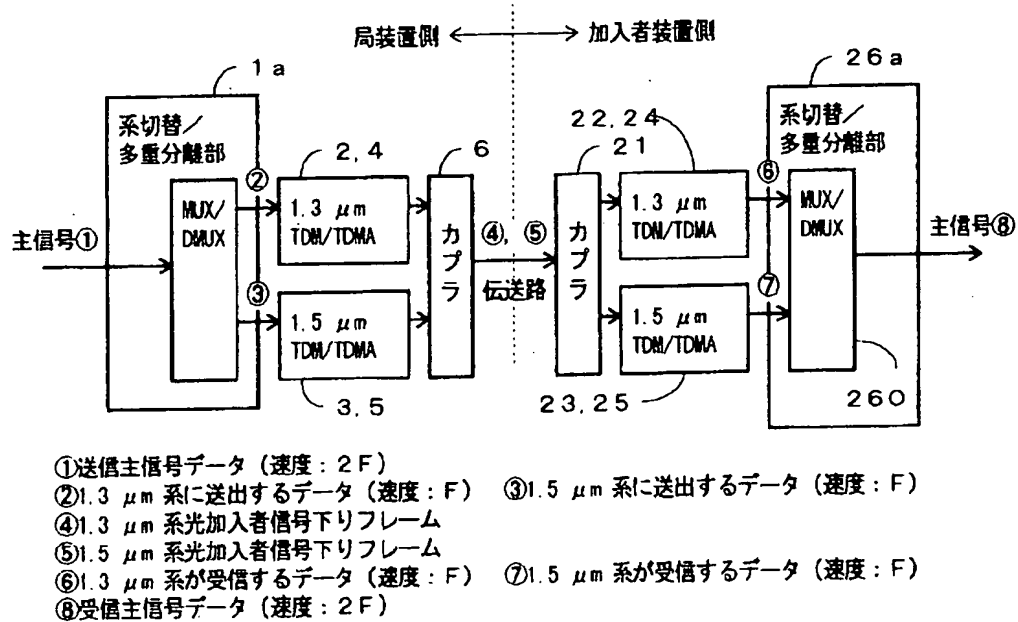 局装置側 加入者装置側
1a
26a
系切替/
多重分離部
2,4
6
21
22,24
系切替/
多重分離部
②
⑥
MUX/
DMUX
1.3 μm
TDM/TDMA
カプラ
④, ⑤
伝送路
カプラ
1.3 μm
TDM/TDMA
MUX/
DMUX
主信号①
主信号⑧
③
⑦
1.5 μm
TDM/TDMA
1.5 μm
TDM/TDMA
3,5
23,25
260
①送信主信号データ(速度:2F)
②1.3 μm 系に送出するデータ(速度:F) ③1.5 μm 系に送出するデータ(速度:F)
④1.3 μm 系光加入者信号下りフレーム
⑤1.5 μm 系光加入者信号下りフレーム
⑥1.3 μm 系が受信するデータ(速度:F) ⑦1.5 μm 系が受信するデータ(速度:F)
⑧受信主信号データ(速度:2F)